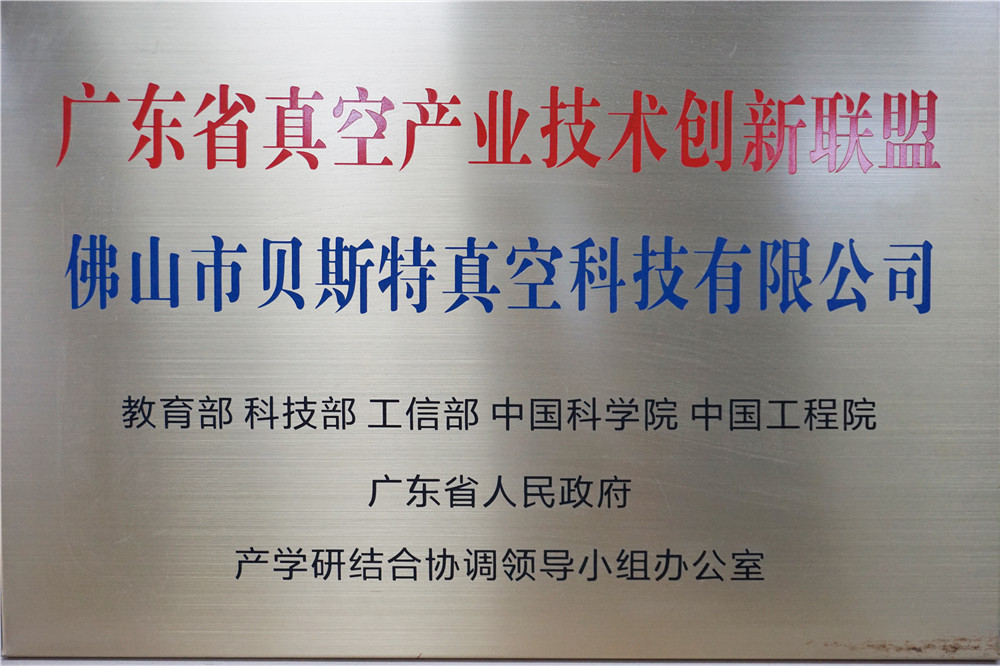 广东省真空产业技术创新联盟
佛山市贝斯特真空科技有限公司
教育部 科技部 工信部 中国科学院 中国工程院
广东省人民政府
产学研结合协调领导小组办公室